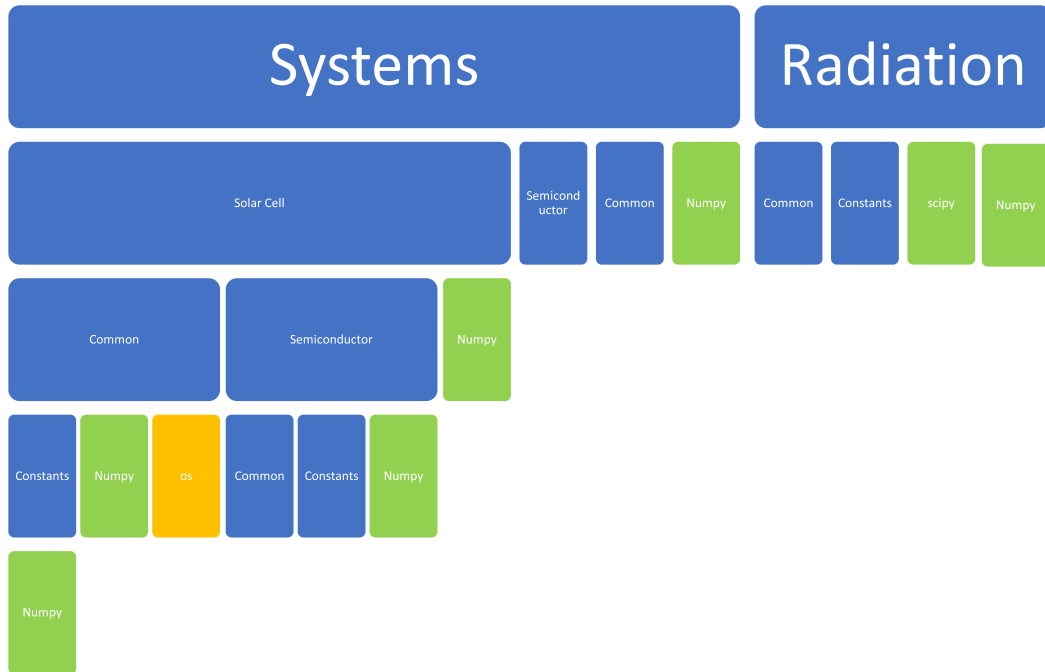 Systems
Radiation
Solar Cell
Semicond
uctor
Common
Numpy
Common
Constants
scipy
Numpy
Common
Semiconductor
Numpy
Constants
Numpy
os
Common
Constants
Numpy
Numpy